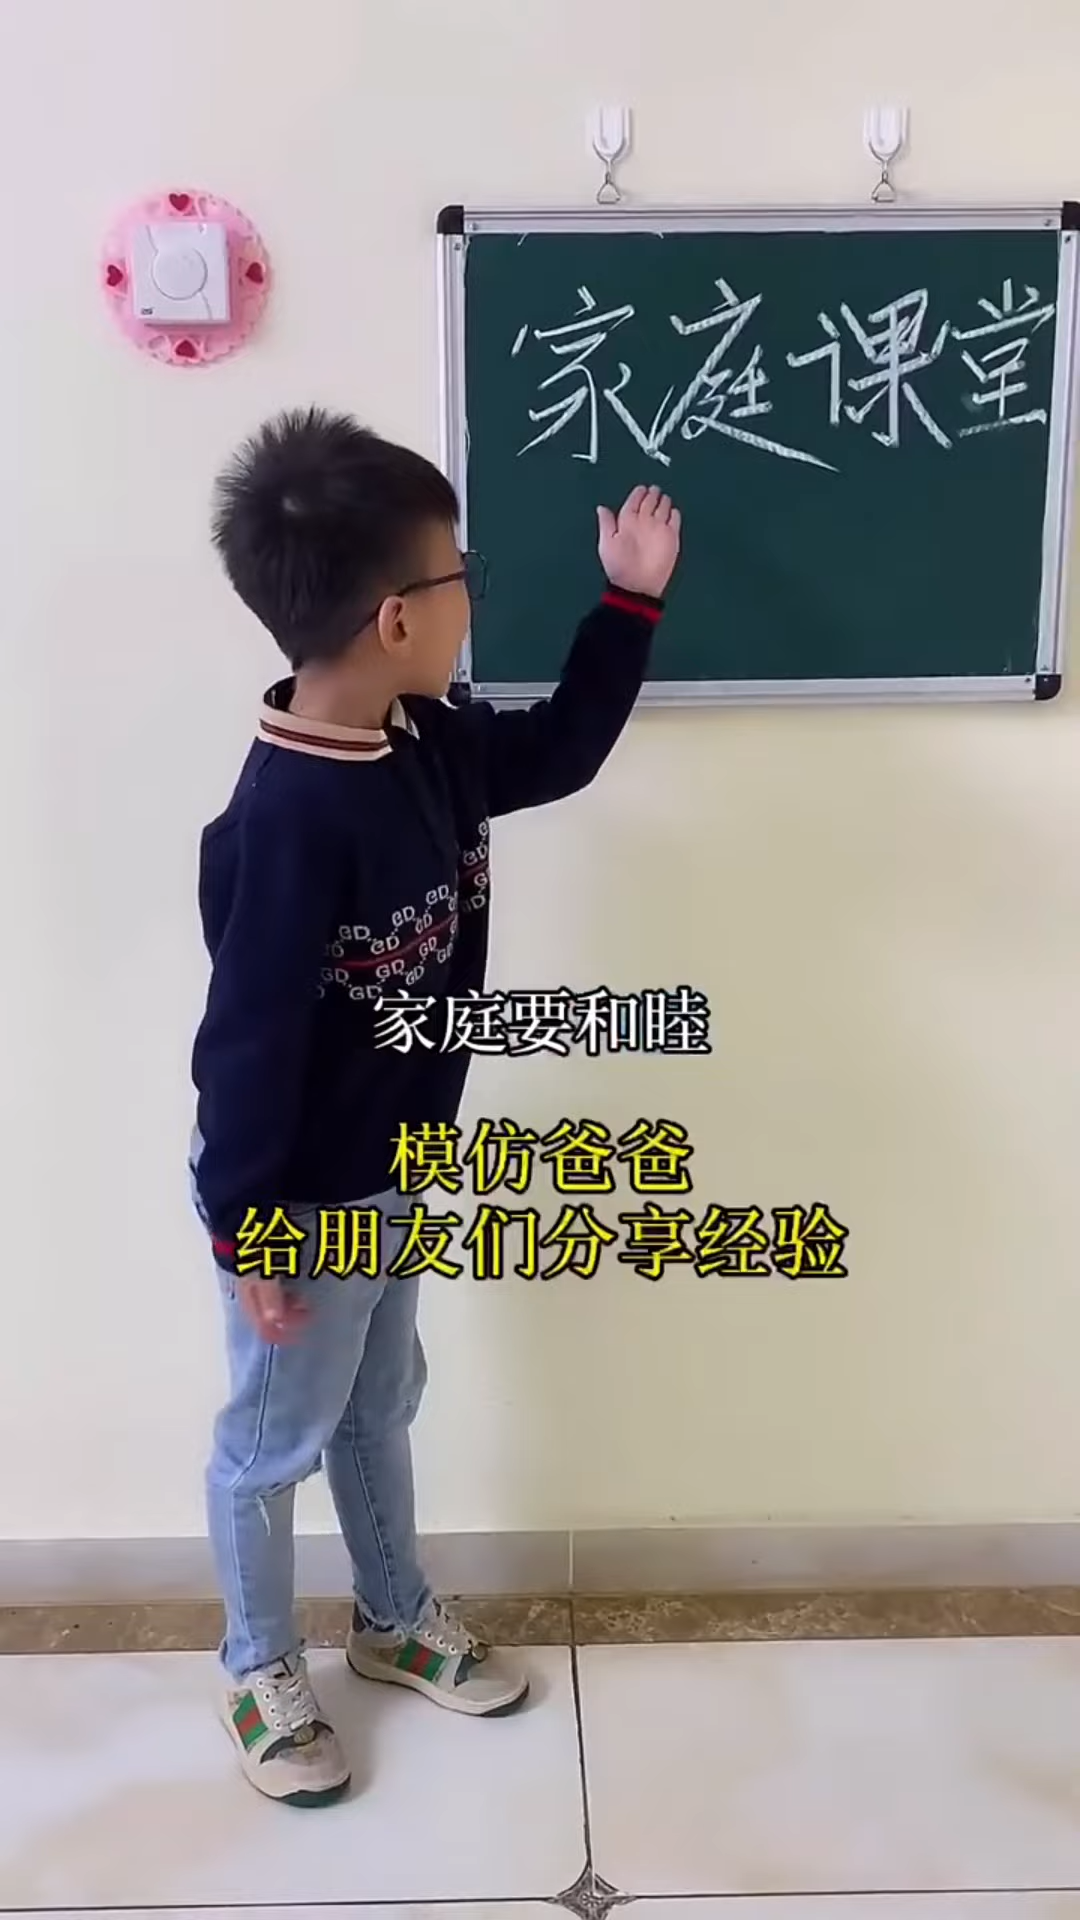 家庭课堂
家庭要和睦
模仿爸爸
给朋友们分享经验